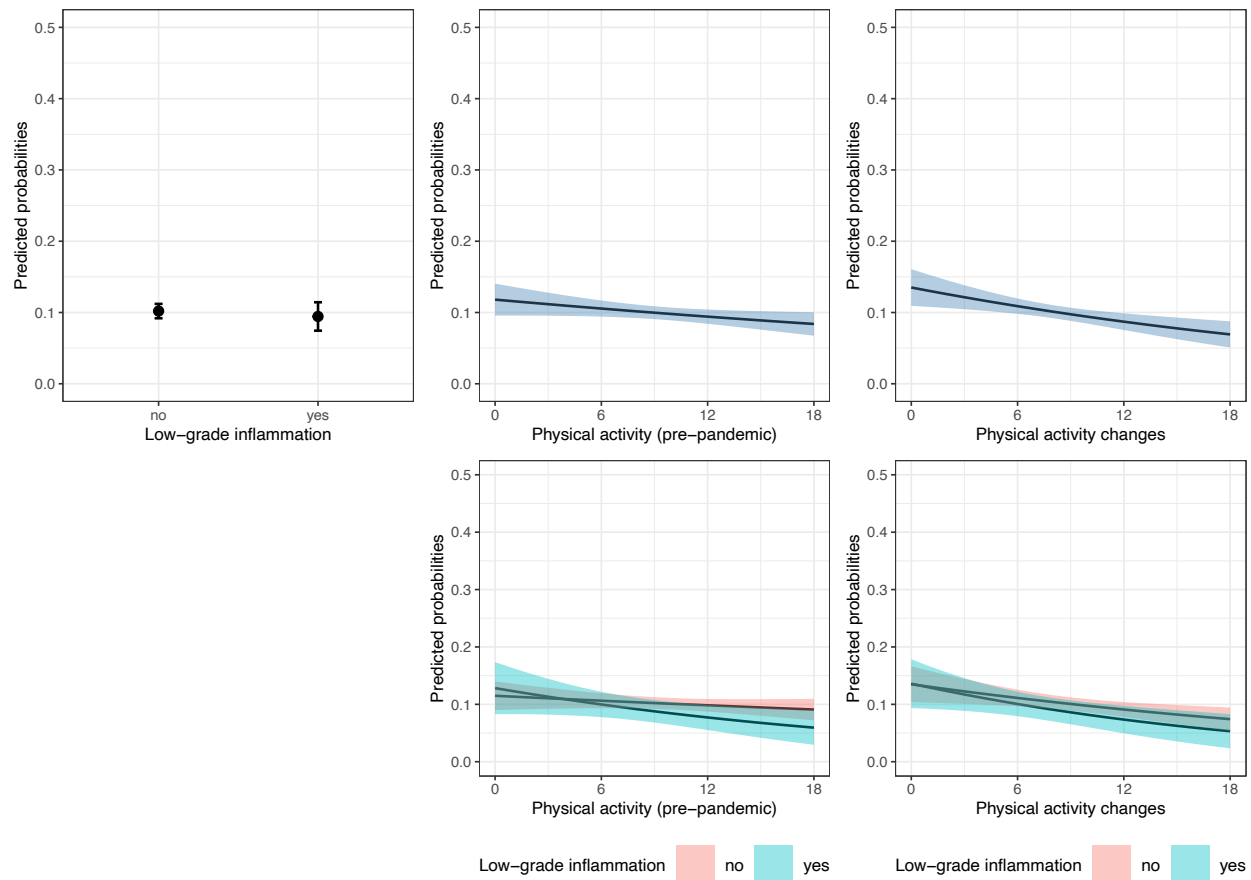 Predicted probabilities
0.5
0.4
0.3
0.2
0.1
0.0
no yes
Low−grade inflammation
Predicted probabilities
0.5
0.4
0.3
0.2
0.1
0.0
0 6 12 18
Physical activity (pre−pandemic)
Predicted probabilities
0.5
0.4
0.3
0.2
0.1
0.0
0 6 12 18
Physical activity changes
Predicted probabilities
0.5
0.4
0.3
0.2
0.1
0.0
0 6 12 18
Physical activity (pre−pandemic)
Low−grade inflammation no yes
Predicted probabilities
0.5
0.4
0.3
0.2
0.1
0.0
0 6 12 18
Physical activity changes
Low−grade inflammation no yes